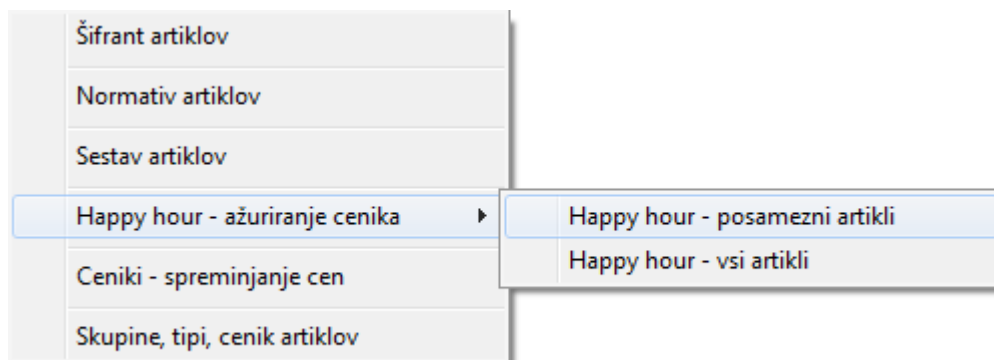 Šifrant artiklov
Normativ artiklov
Sestav artiklov
Happy hour - ažuriranje cenika
Happy hour - posamezni artikli
Happy hour - vsi artikli
Ceniki - spreminjanje cen
Skupine, tipi, cenik artiklov